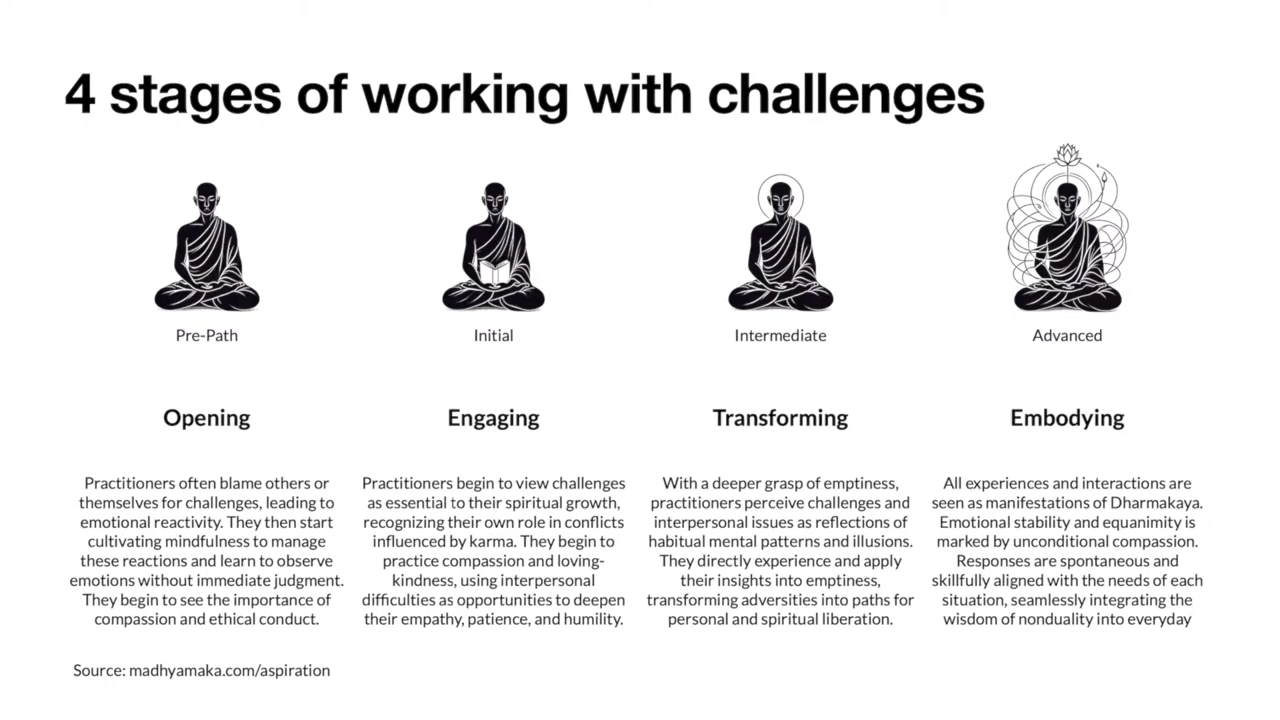 4 stages of working with challenges
Pre-Path
Initial
Intermediate
Advanced
Opening
Engaging
Transforming
Embodying
Practitioners often blame others or
themselves for challenges, leading to
emotional reactivity. They then start
cultivating mindfulness to manage
these reactions and learn to observe
emotions without immediate judgment.
They begin to see the importance of
compassion and ethical conduct.
Practitioners begin to view challenges
as essential to their spiritual growth,
recognizing their own role in conflicts
influenced by karma. They begin to
practice compassion and loving-
kindness, using interpersonal
difficulties as opportunities to deepen
their empathy, patience, and humility.
With a deeper grasp of emptiness,
practitioners perceive challenges and
interpersonal issues as reflections of
habitual mental patterns and illusions.
They directly experience and apply
their insights into emptiness,
transforming adversities into paths for
personal and spiritual liberation.
All experiences and interactions are
seen as manifestations of Dharmakaya.
Emotional stability and equanimity is
marked by unconditional compassion.
Responses are spontaneous and
skillfully aligned with the needs of each
situation, seamlessly integrating the
wisdom of nonduality into everyday
Source: madhyamaka.com/aspiration